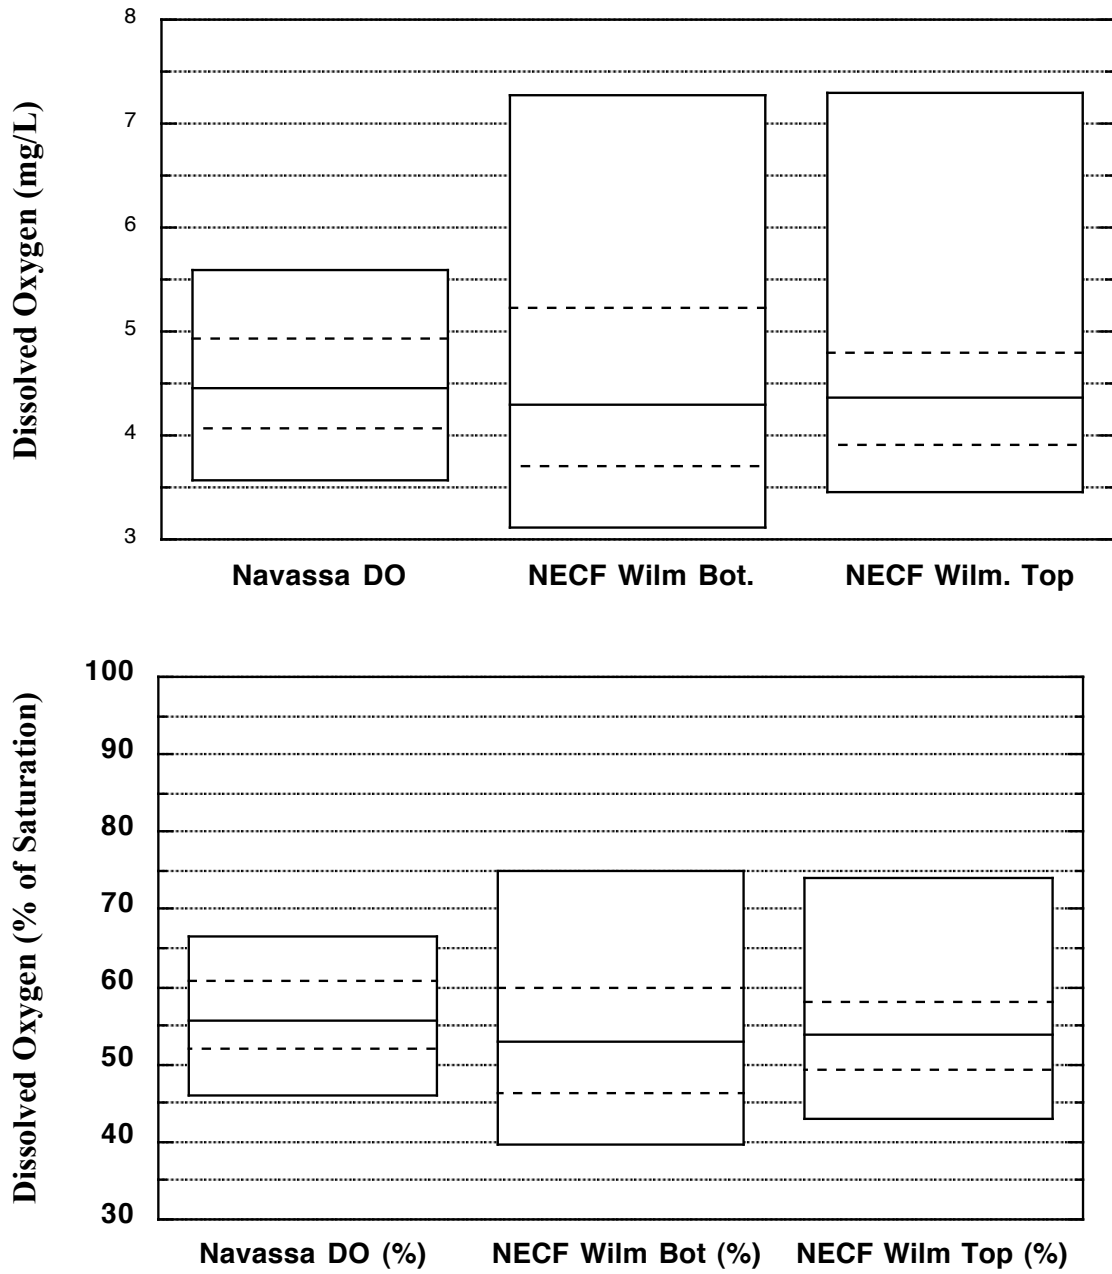 Dissolved Oxygen (mg/L)
8
7
6
5
4
3
Navassa DO
NECF Wilm Bot.
NECF Wilm. Top
Dissolved Oxygen (% of Saturation)
100
90
80
70
60
50
40
30
Navassa DO (%)
NECF Wilm Bot (%)
NECF Wilm Top (%)